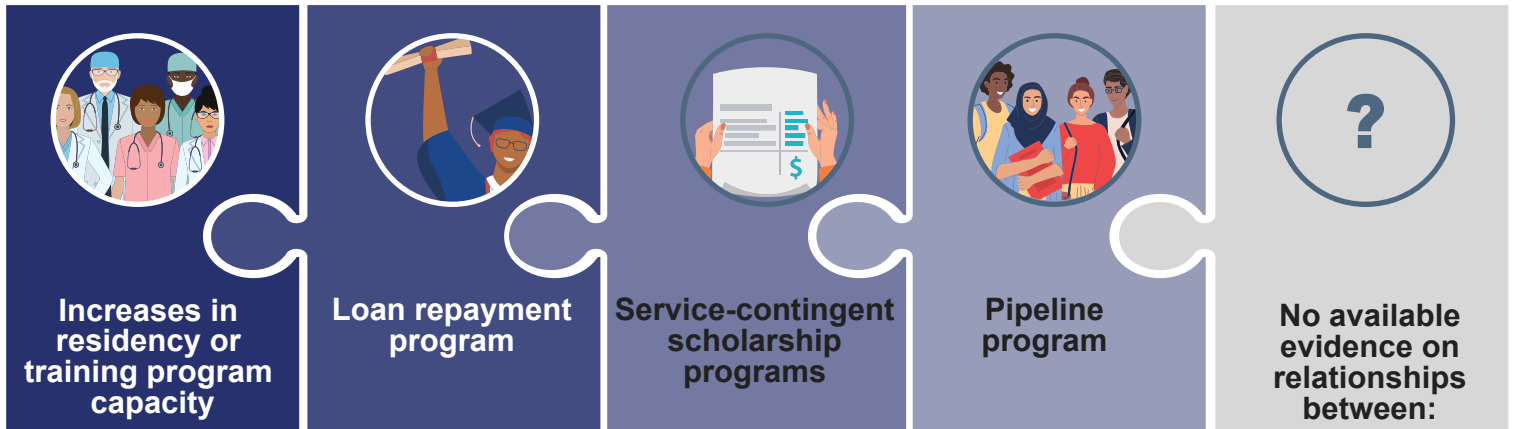 Increases in
residency or
training program
capacity
Loan repayment
program
$
Service-contingent
scholarship
programs
Pipeline
program
?
No available
evidence on
relationships
between: